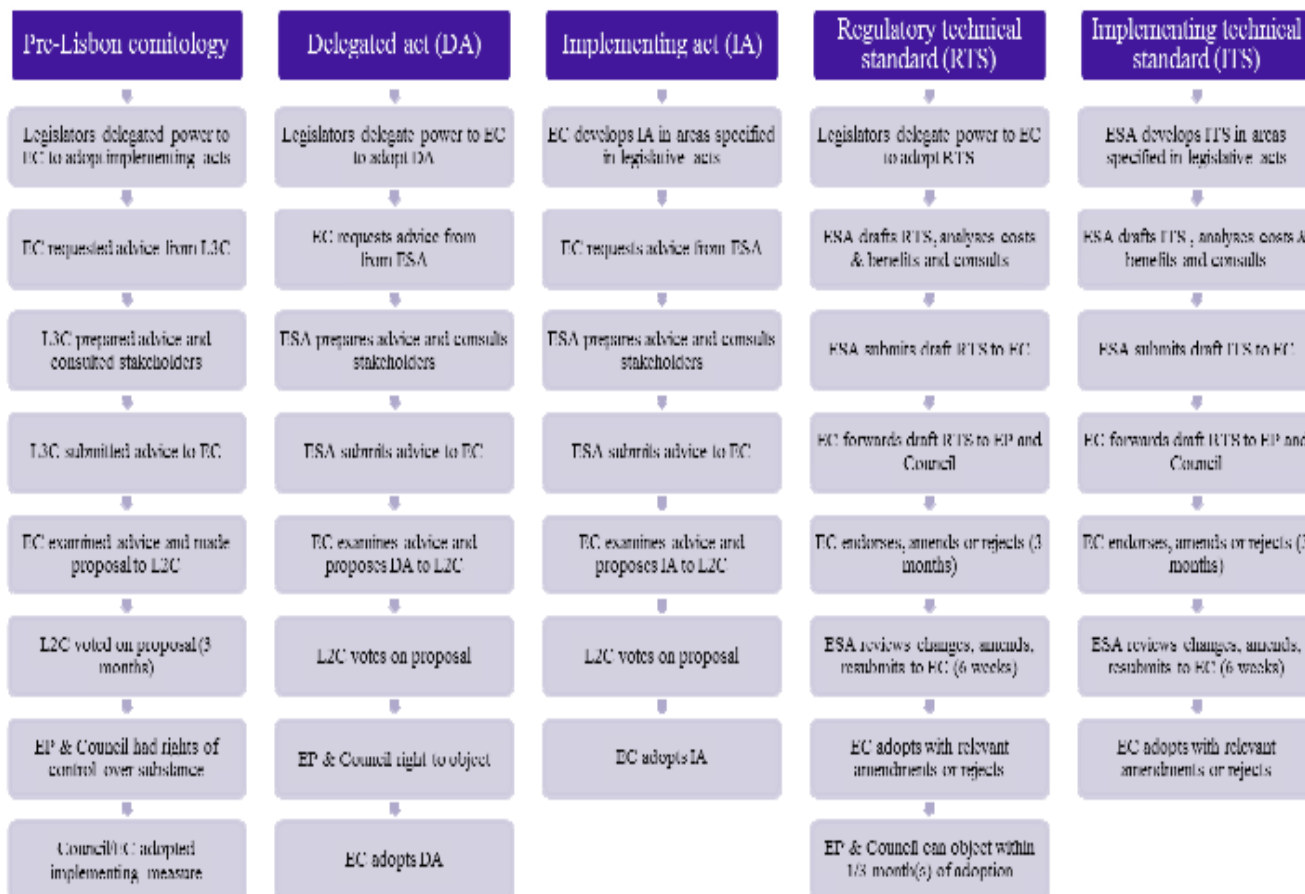 Pre-Lisbon comitology
Legislators delegated power to
EC to adopt implementing acts
EC requested advice from L3C
L3C prepared advice and
consulted stakeholders
L3C submitted advice to EC
EC examined advice and made
proposal to L3C
L2C voted on proposal (3
months)
EP & Council had rights of
control over substance
Council/EC adopted
implementing measure
Delegated act (DA)
Legislators delegate power to EC
to adopt DA
EC requests advice from
from ESA
ESA prepares advice and consults
stakeholders
ESA submits advice to EC
EC examines advice and
proposes DA to L2C
L2C votes on proposal
EP & Council right to object
EC adopts DA
Implementing act (IA)
EC develops IA in areas specified
in legislative acts
EC requests advice from ESA
ESA prepares advice and consults
stakeholders
ESA submits advice to EC
EC examines advice and
proposes IA to L2C
L2C votes on proposal
EC adopts IA
Regulatory technical
standard (RTS)
Legislators delegate power to EC
to adopt RTS
ESA drafts RTS, analyses costs
& benefits and consults
ESA submits draft RTS to EC
EC forwards draft RTS to EP and
Council
EC endorses, amends or rejects (3
months)
ESA reviews changes, amends,
resubmits to EC (6 weeks)
EC adopts with relevant
amendments or rejects
EP & Council can object within
1/3 month(s) of adoption
Implementing technical
standard (ITS)
ESA develops ITS in areas
specified in legislative acts
ESA drafts ITS , analyses costs &
benefits and consults
ESA submits draft ITS to EC
EC forwards draft RTS to EP and
Council
EC endorses, amends or rejects (3
months)
ESA reviews changes, amends,
resubmits to EC (6 weeks)
EC adopts with relevant
amendments or rejects